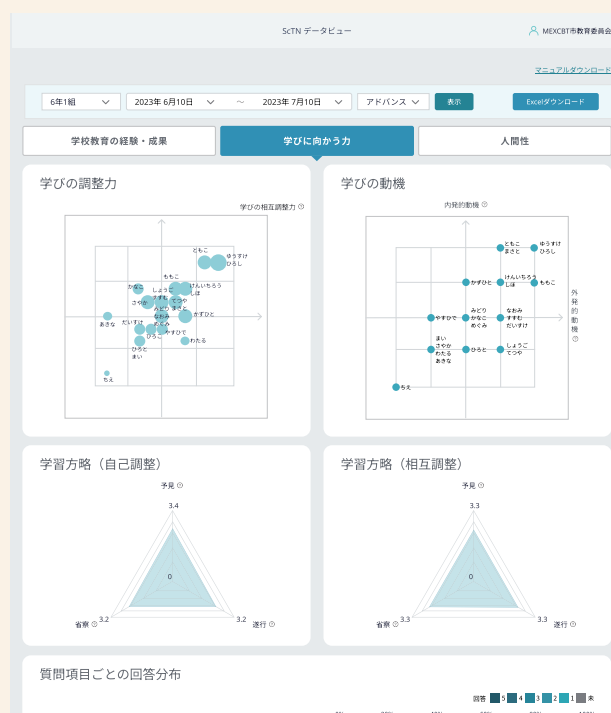 ScTN データビュー
MEXCBT市教育委員会
マニュアルダウンロード
6年1組
2023年 6月10日
～
2023年 7月10日
アドバンス
表示
Excelダウンロード
学校教育の経験・成果
学びに向かう力
人間性
学びの調整力
学びの相互調整力
ともこ
ゆうすけ
ひろし
ももこ
かなこ
しょうご
すすむ
けんいちろう
しほ
さやか
てつや
まさと
みどり
なおみ
めぐみ
かずひと
あきな
だいすけ
ひろこ
やすひで
わたる
ひろと
まい
ちえ
学びの動機
内発的動機
ともこ
まさと
ゆうすけ
ひろし
かずひと
けんいちろう
しほ
ももこ
外発的動機
やすひで
みどり
かなこ
めぐみ
なおみ
すすむ
だいすけ
まい
さやか
わたる
あきな
ひろと
しょうご
てつや
ちえ
学習方略（自己調整）
予見
3.4
0
省察
3.2
3.2
遂行
学習方略（相互調整）
予見
3.3
0
省察
3.3
3.3
遂行
質問項目ごとの回答分布
回答 5 4 3 2 1 未